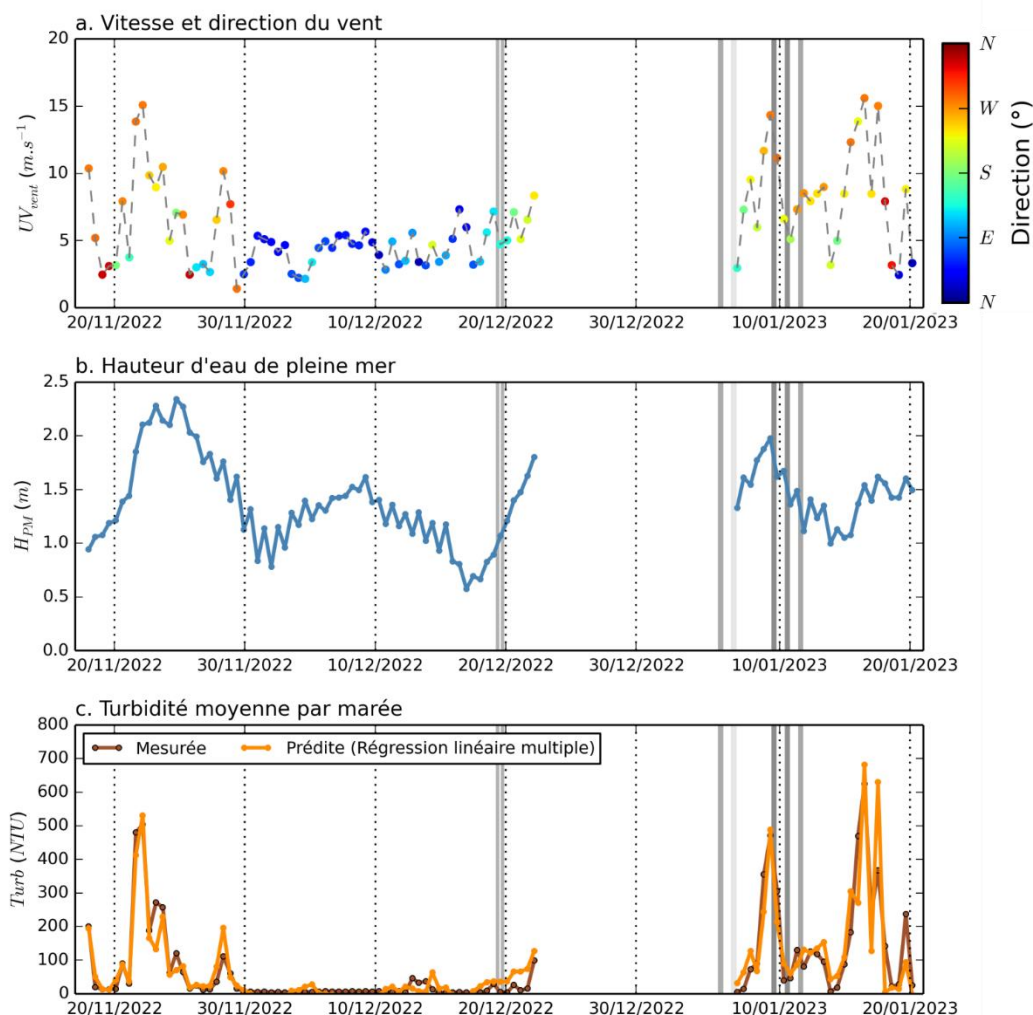 a. Vitesse et direction du vent
UV_vent (m.s⁻¹)
20
15
10
5
0
20/11/2022 30/11/2022 10/12/2022 20/12/2022 30/12/2022 10/01/2023 20/01/2023
N
W
S
E
N
Direction (°)
b. Hauteur d'eau de pleine mer
H_PM (m)
2.5
2.0
1.5
1.0
0.5
0.0
20/11/2022 30/11/2022 10/12/2022 20/12/2022 30/12/2022 10/01/2023 20/01/2023
c. Turbidité moyenne par marée
Turb (NTU)
800
700
600
500
400
300
200
100
0
Mesurée Prédite (Régression linéaire multiple)
20/11/2022 30/11/2022 10/12/2022 20/12/2022 30/12/2022 10/01/2023 20/01/2023